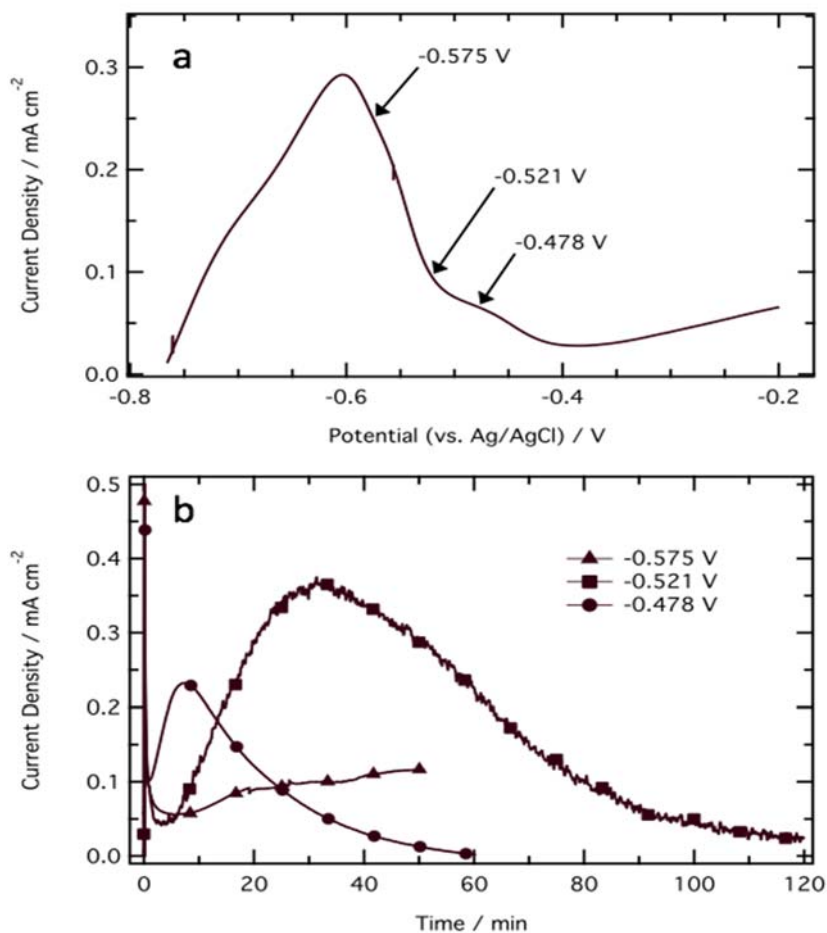 a
-0.575 V
-0.521 V
-0.478 V
0.3
0.2
0.1
0.0
Current Density / mA cm⁻²
-0.8
-0.6
-0.4
-0.2
Potential (vs. Ag/AgCl) / V
b
-0.575 V
-0.521 V
-0.478 V
0.5
0.4
0.3
0.2
0.1
0.0
Current Density / mA cm⁻²
0
20
40
60
80
100
120
Time / min